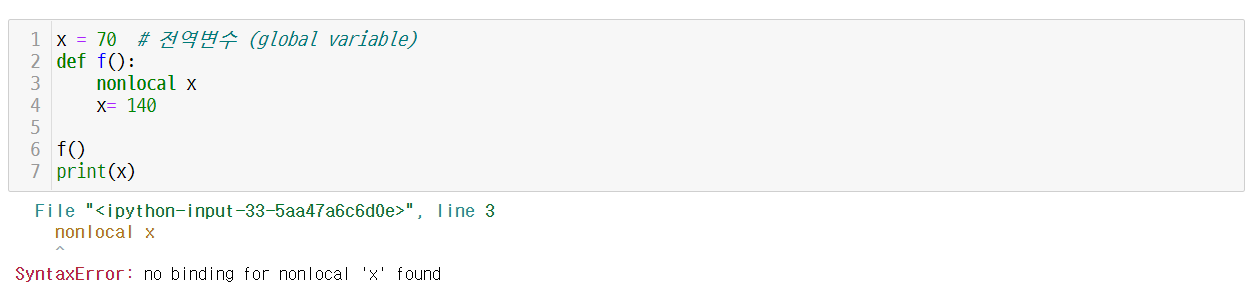 1 x = 70  # 전역변수 (global variable)
2 def f():
3     nonlocal x
4     x= 140
5
6 f()
7 print(x)
File "<ipython-input-33-5aa47a6c6d0e>", line 3
nonlocal x
^
SyntaxError: no binding for nonlocal 'x' found